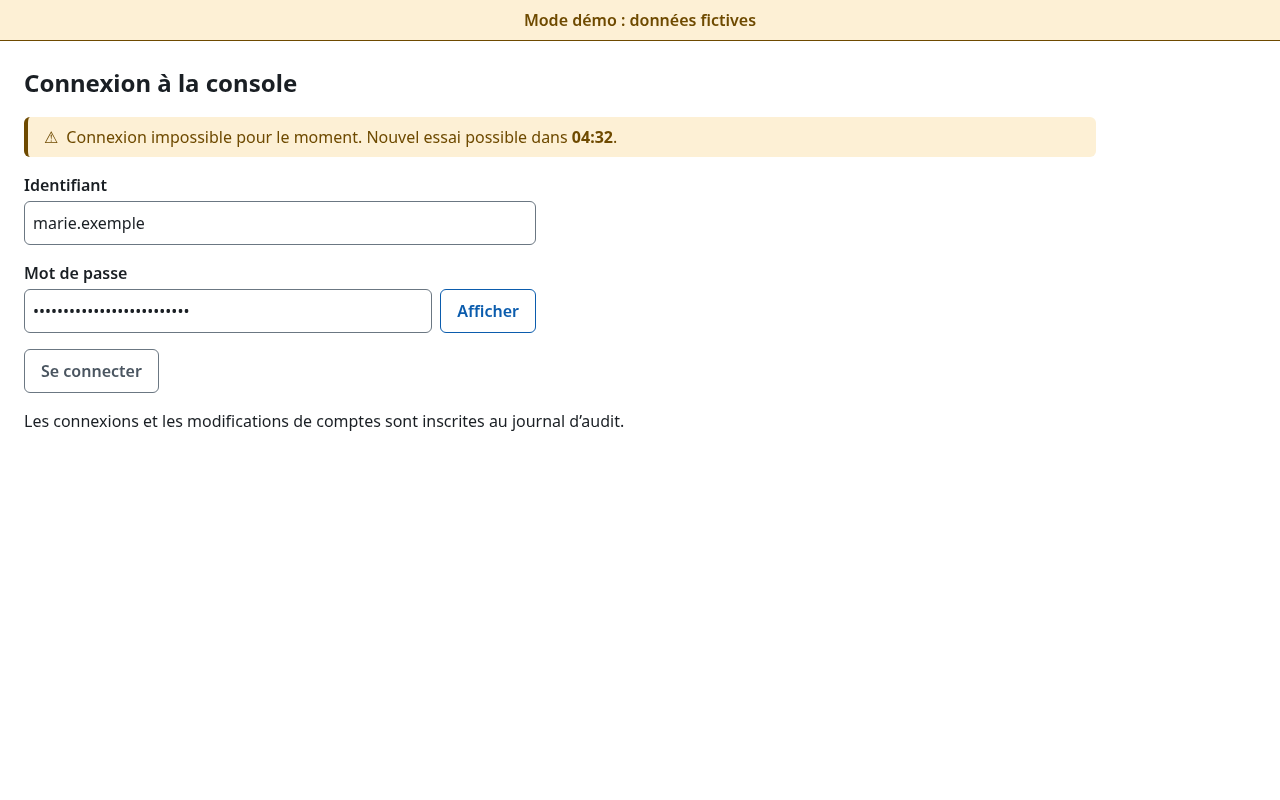 Mode démo : données fictives
Connexion à la console
⚠ Connexion impossible pour le moment. Nouvel essai possible dans 04:32.
Identifiant
marie.exemple
Mot de passe
••••••••••••••••••••••••••
Afficher
Se connecter
Les connexions et les modifications de comptes sont inscrites au journal d’audit.